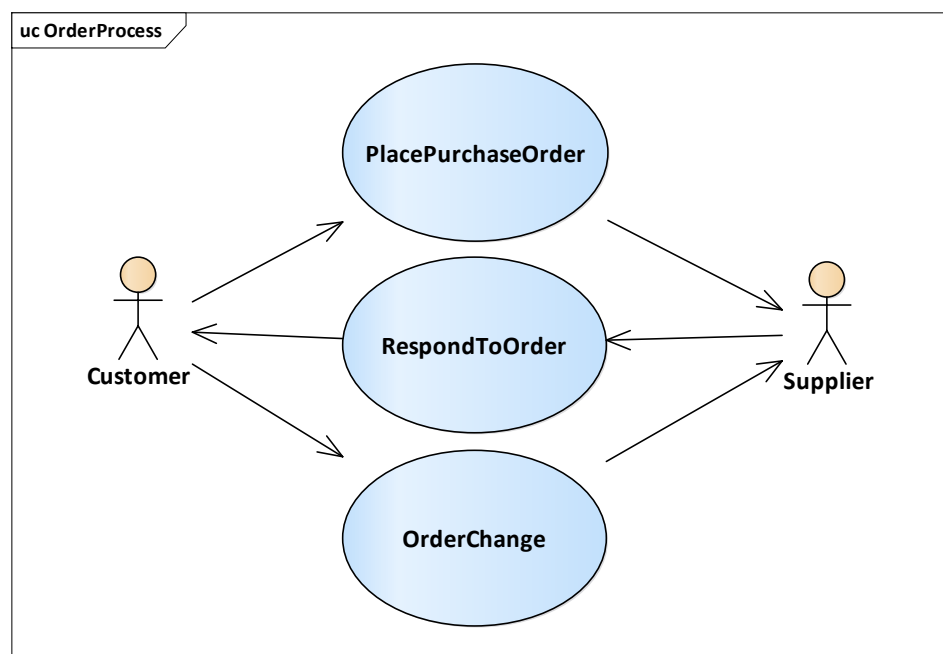 uc OrderProcess
PlacePurchaseOrder
RespondToOrder
Customer
Supplier
OrderChange